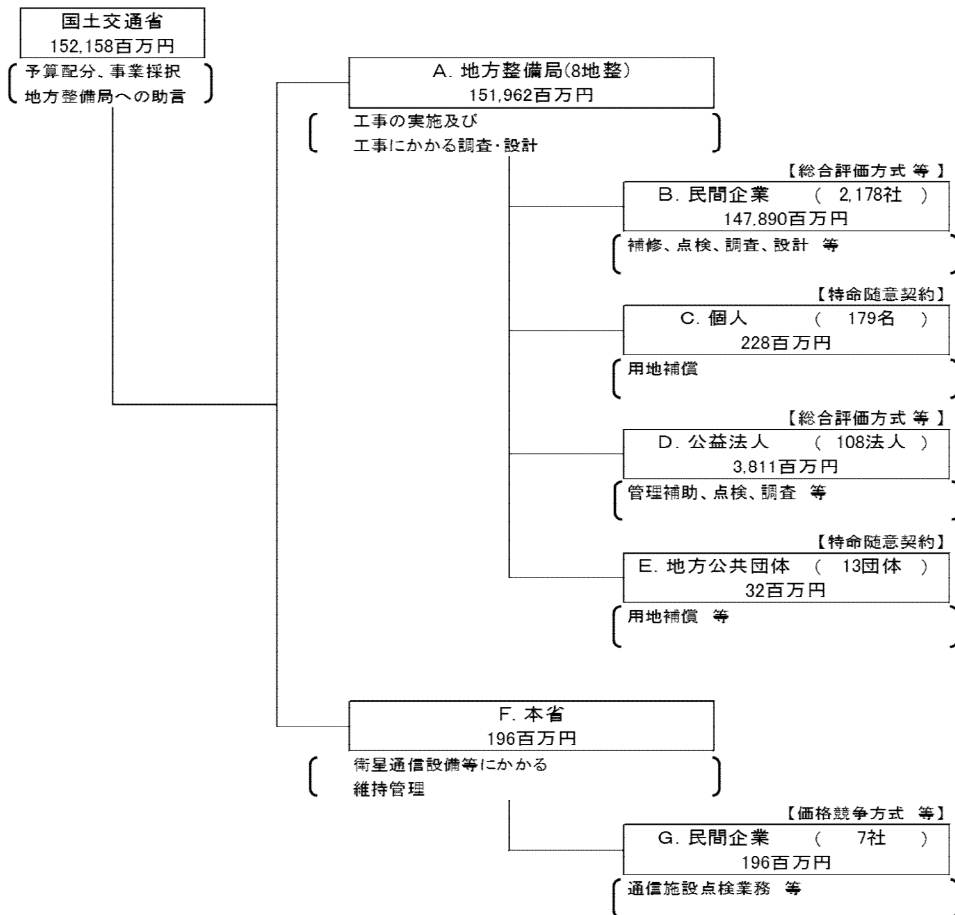 国土交通省
152,158百万円
予算配分、事業採択
地方整備局への助言
A. 地方整備局(8地整)
151,962百万円
工事の実施及び
工事にかかる調査・設計
【総合評価方式 等 】
B. 民間企業 ( 2,178社 )
147,890百万円
補修、点検、調査、設計 等
【特命随意契約】
C. 個人 ( 179名 )
228百万円
用地補償
【総合評価方式 等 】
D. 公益法人 ( 108法人 )
3,811百万円
管理補助、点検、調査 等
【特命随意契約】
E. 地方公共団体 ( 13団体 )
32百万円
用地補償 等
F. 本省
196百万円
衛星通信設備等にかかる
維持管理
【価格競争方式 等】
G. 民間企業 ( 7社 )
196百万円
通信施設点検業務 等